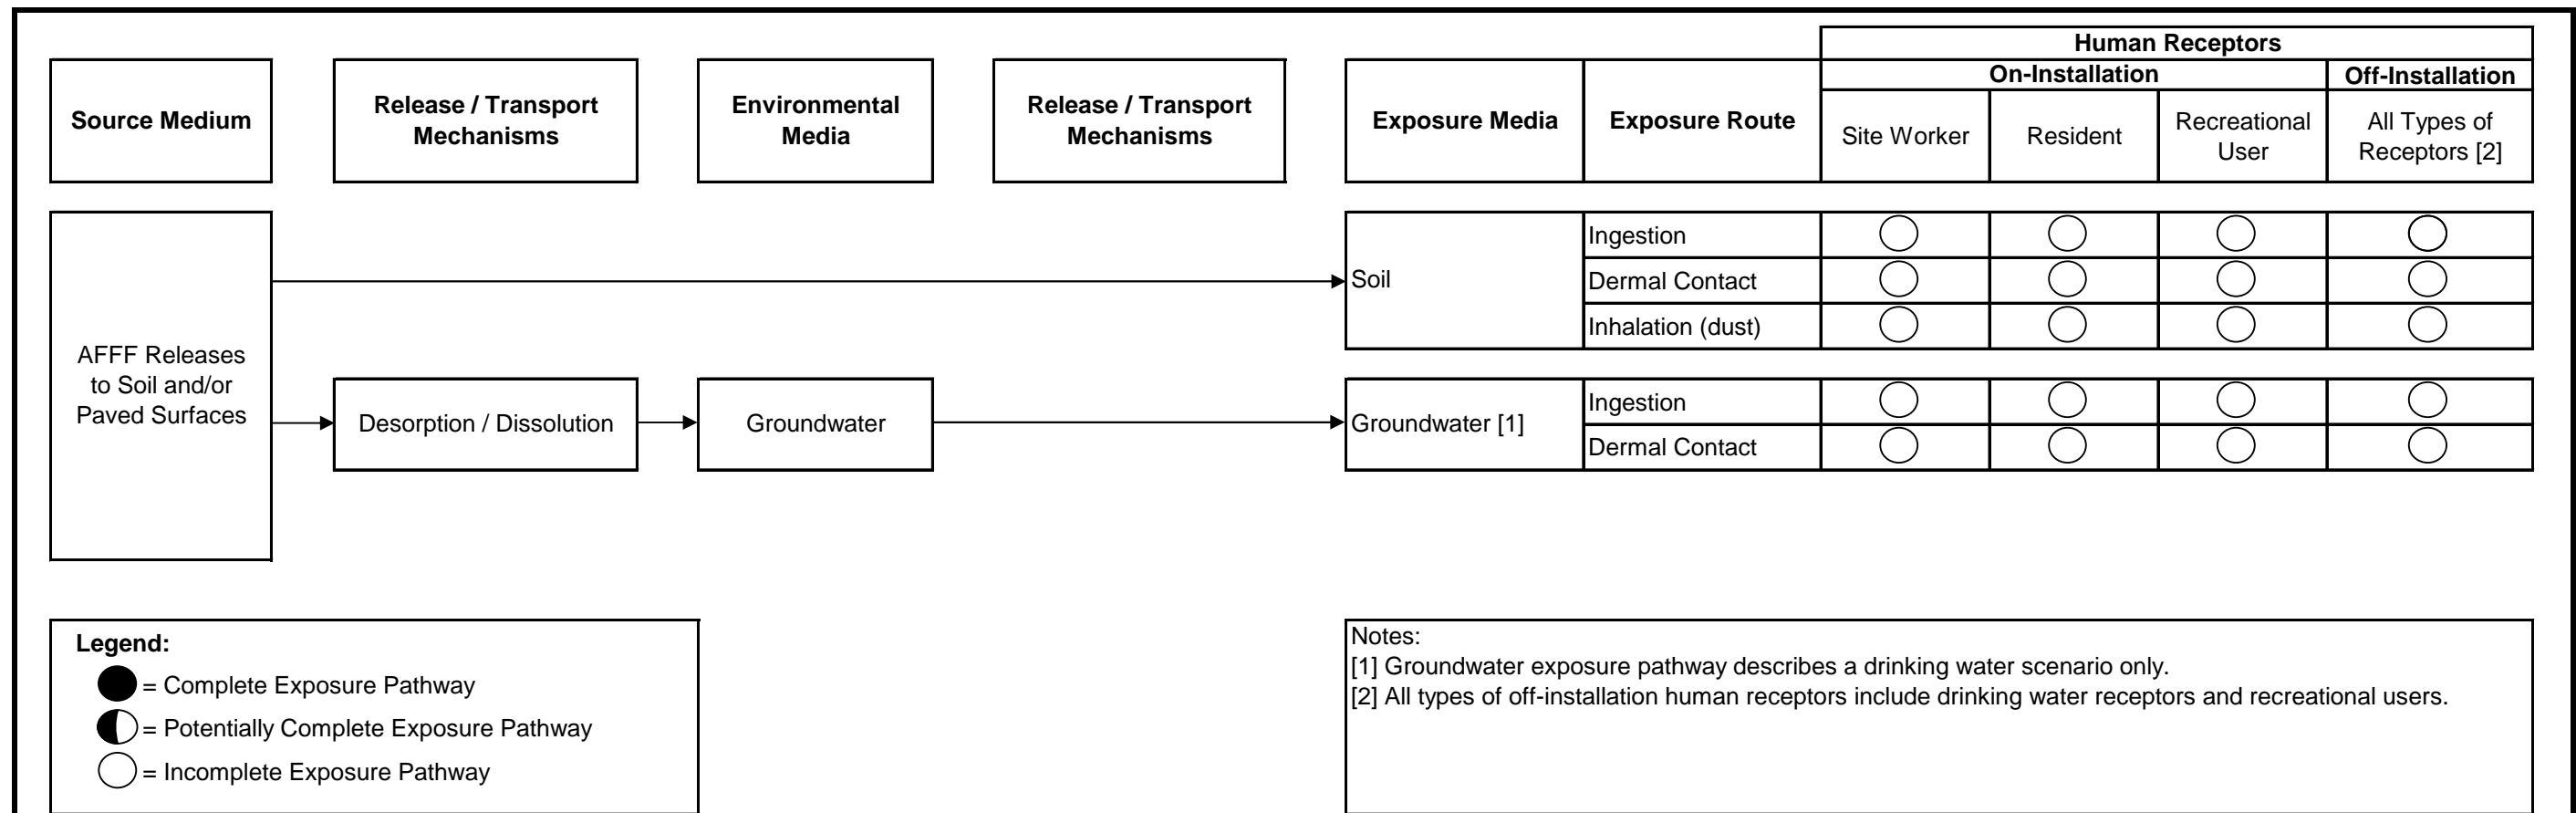 Human Receptors
On-Installation
Off-Installation
Source Medium
Release / Transport
Mechanisms
Environmental
Media
Release / Transport
Mechanisms
Exposure Media
Exposure Route
Site Worker
Resident
Recreational
User
All Types of
Receptors [2]
AFFF Releases
to Soil and/or
Paved Surfaces
Soil
Ingestion
Dermal Contact
Inhalation (dust)
Desorption / Dissolution
Groundwater
Groundwater [1]
Ingestion
Dermal Contact
Legend:
= Complete Exposure Pathway
= Potentially Complete Exposure Pathway
= Incomplete Exposure Pathway
Notes:
[1] Groundwater exposure pathway describes a drinking water scenario only.
[2] All types of off-installation human receptors include drinking water receptors and recreational users.